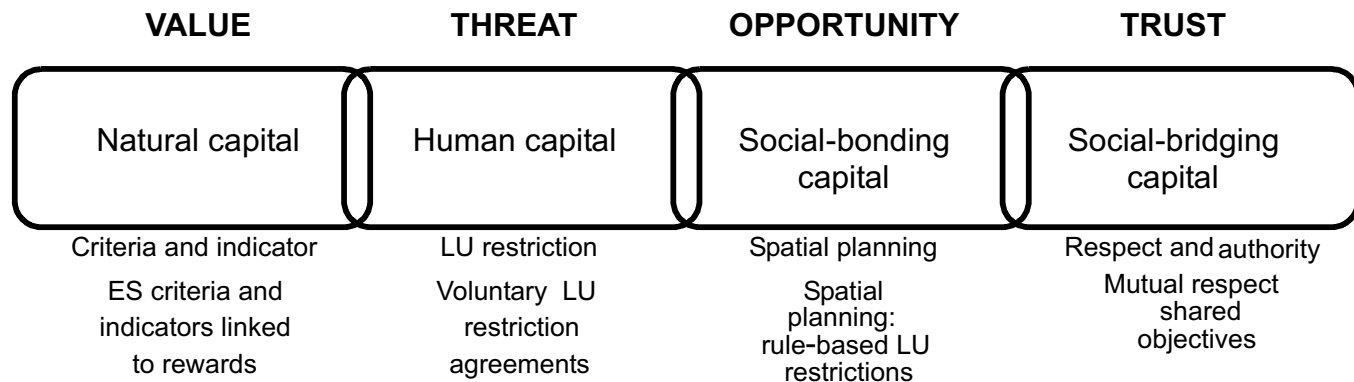 VALUE THREAT OPPORTUNITY TRUST
Natural capital
Human capital
Social-bonding
capital
Social-bridging
capital
Criteria and indicator
ES criteria and
indicators linked
to rewards
LU restriction
Voluntary LU
restriction
agreements
Spatial planning
Spatial
planning:
rule-based LU
restrictions
Respect and authority
Mutual respect
shared
objectives